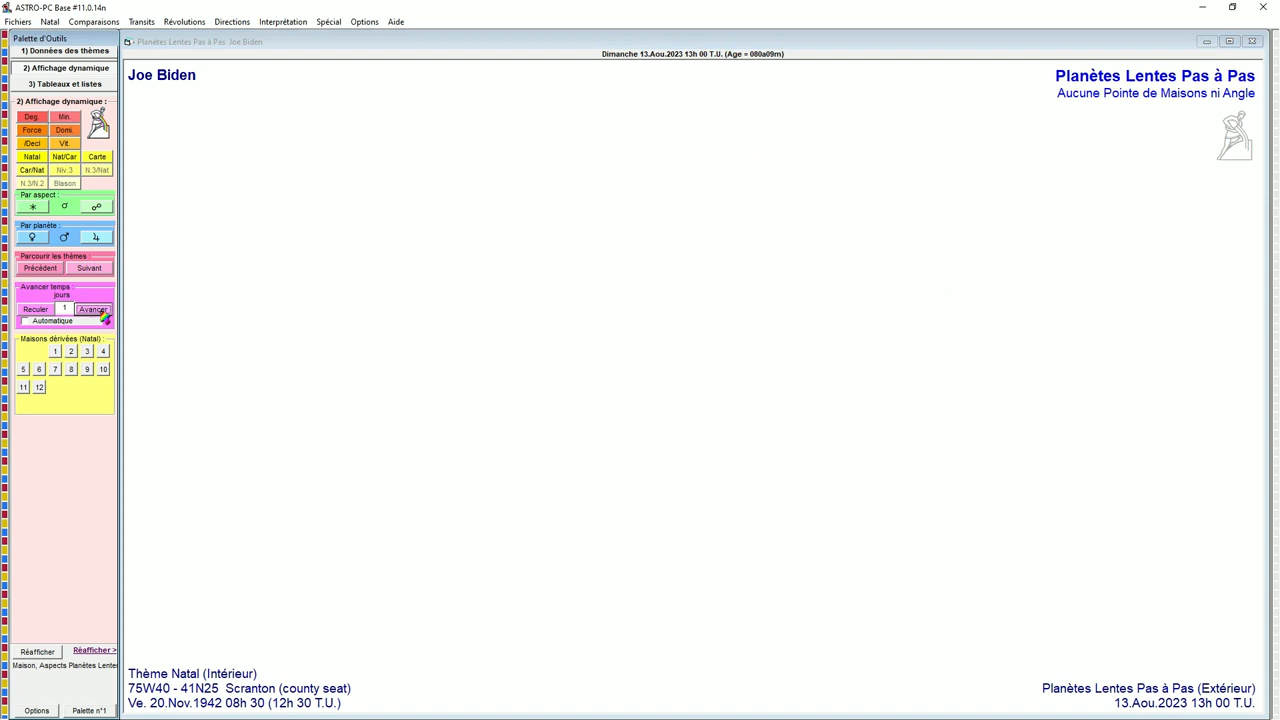 ASTRO-PC Base #11.0.14n
Fichiers Natal Comparaisons Transits Révolutions Directions Interprétation Spécial Options Aide
Palette d'Outils
Planètes Lentes Pas à Pas Joe Biden
1) Données des thèmes
Dimanche 13.Aou.2023 13h 00 T.U. (Age = 080a09m)
2) Affichage dynamique
Joe Biden
Planètes Lentes Pas à Pas
3) Tableaux et listes
Aucune Pointe de Maisons ni Angle
2) Affichage dynamique :
Deg. Min.
Force Domi.
/Decl Vit.
Natal Nat/Car Carte
Car/Nat Niv.3 N.3/Nat
N.3/N.2 Blason
Par aspect :
Par planète :
Parcourir les thèmes
Précédent Suivant
Avancer temps :
jours
Reculer 1 Avancer
Automatique
Maisons dérivées (Natal) :
1 2 3 4
5 6 7 8 9 10
11 12
Réafficher Réafficher >
Maison, Aspects Planètes Lentes
Thème Natal (Intérieur)
75W40 - 41N25 Scranton (county seat)
Planètes Lentes Pas à Pas (Extérieur)
Ve. 20.Nov.1942 08h 30 (12h 30 T.U.)
13.Aou.2023 13h 00 T.U.
Options Palette n°1